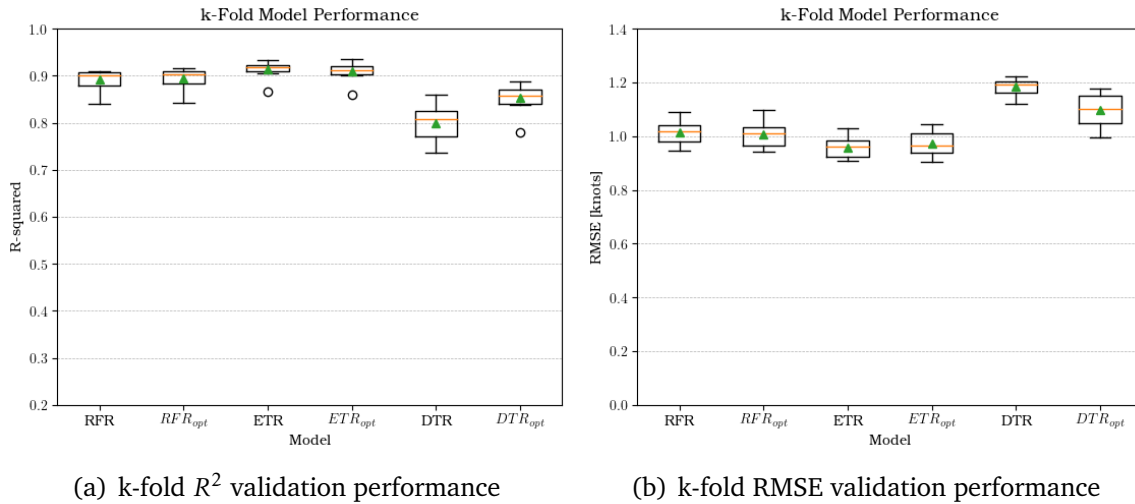 k-Fold Model Performance
1.0
0.9
0.8
0.7
0.6
0.5
0.4
0.3
0.2
R-squared
RFR RFR_opt ETR ETR_opt DTR DTR_opt
Model
(a) k-fold R² validation performance
k-Fold Model Performance
1.4
1.2
1.0
0.8
0.6
0.4
0.2
0.0
RMSE [knots]
RFR RFR_opt ETR ETR_opt DTR DTR_opt
Model
(b) k-fold RMSE validation performance